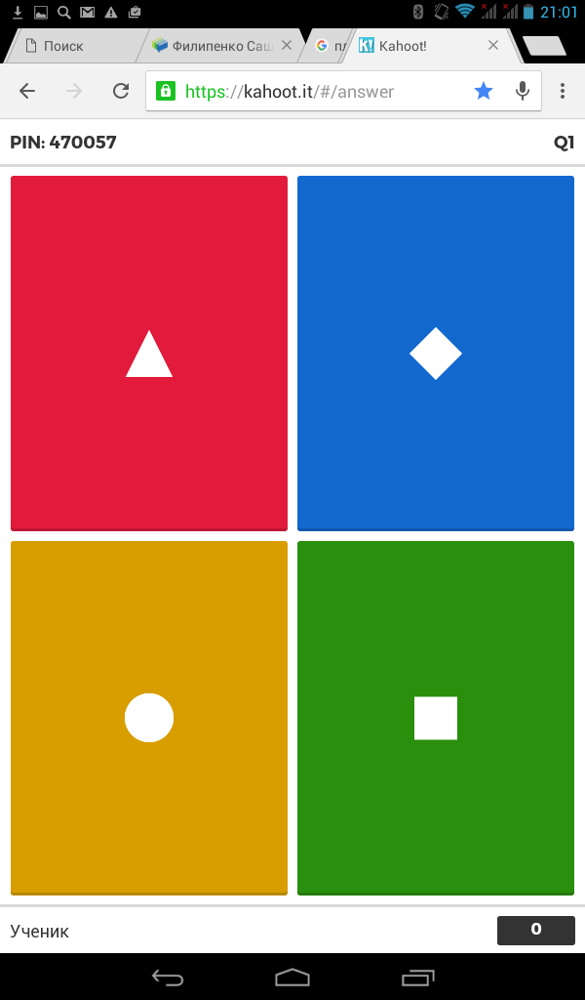 21:01
Поиск
Филипенко Саш
пл
Kahoot!
https://kahoot.it/#/answer
PIN: 470057
Q1
Ученик
0